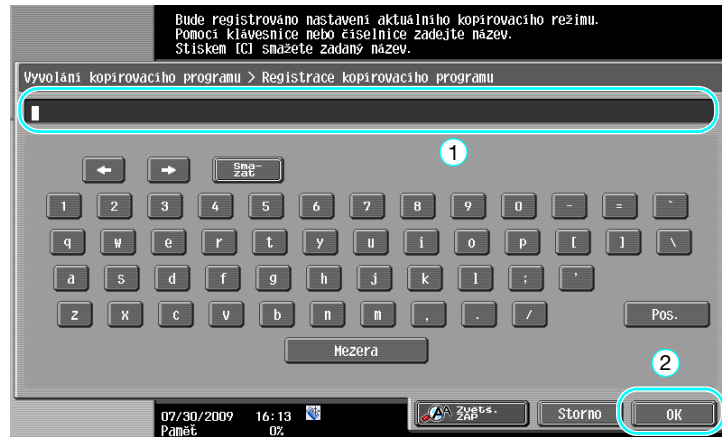 Bude registrováno nastavení aktuálního kopírovacího režimu.
Pomocí klávesnice nebo číselnice zadejte název.
Stiskem [C] smažete zadaný název.
Vyvolání kopírovacího programu > Registrace kopírovacího programu
1
← → Sma-
zat
1 2 3 4 5 6 7 8 9 0 - = `
q w e r t y u i o p [ ] \
a s d f g h j k l ; '
z x c v b n m , . / Pos.
Mezera
2
07/30/2009 16:13
Paměť 0%
Zvětš.
ZAP
Storno OK